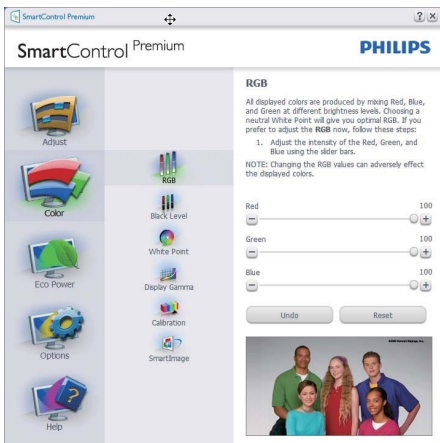 SmartControl Premium
SmartControl Premium
PHILIPS
Adjust
Color
Eco Power
Options
Help
RGB
Black Level
White Point
Display Gamma
Calibration
SmartImage
RGB
All displayed colors are produced by mixing Red, Blue,
and Green at different brightness levels. Choosing a
neutral White Point will give you optimal RGB. If you
prefer to adjust the RGB now, follow these steps:
1. Adjust the intensity of the Red, Green, and
Blue using the slider bars.
NOTE: Changing the RGB values can adversely effect
the displayed colors.
Red 100
Green 100
Blue 100
Undo Reset